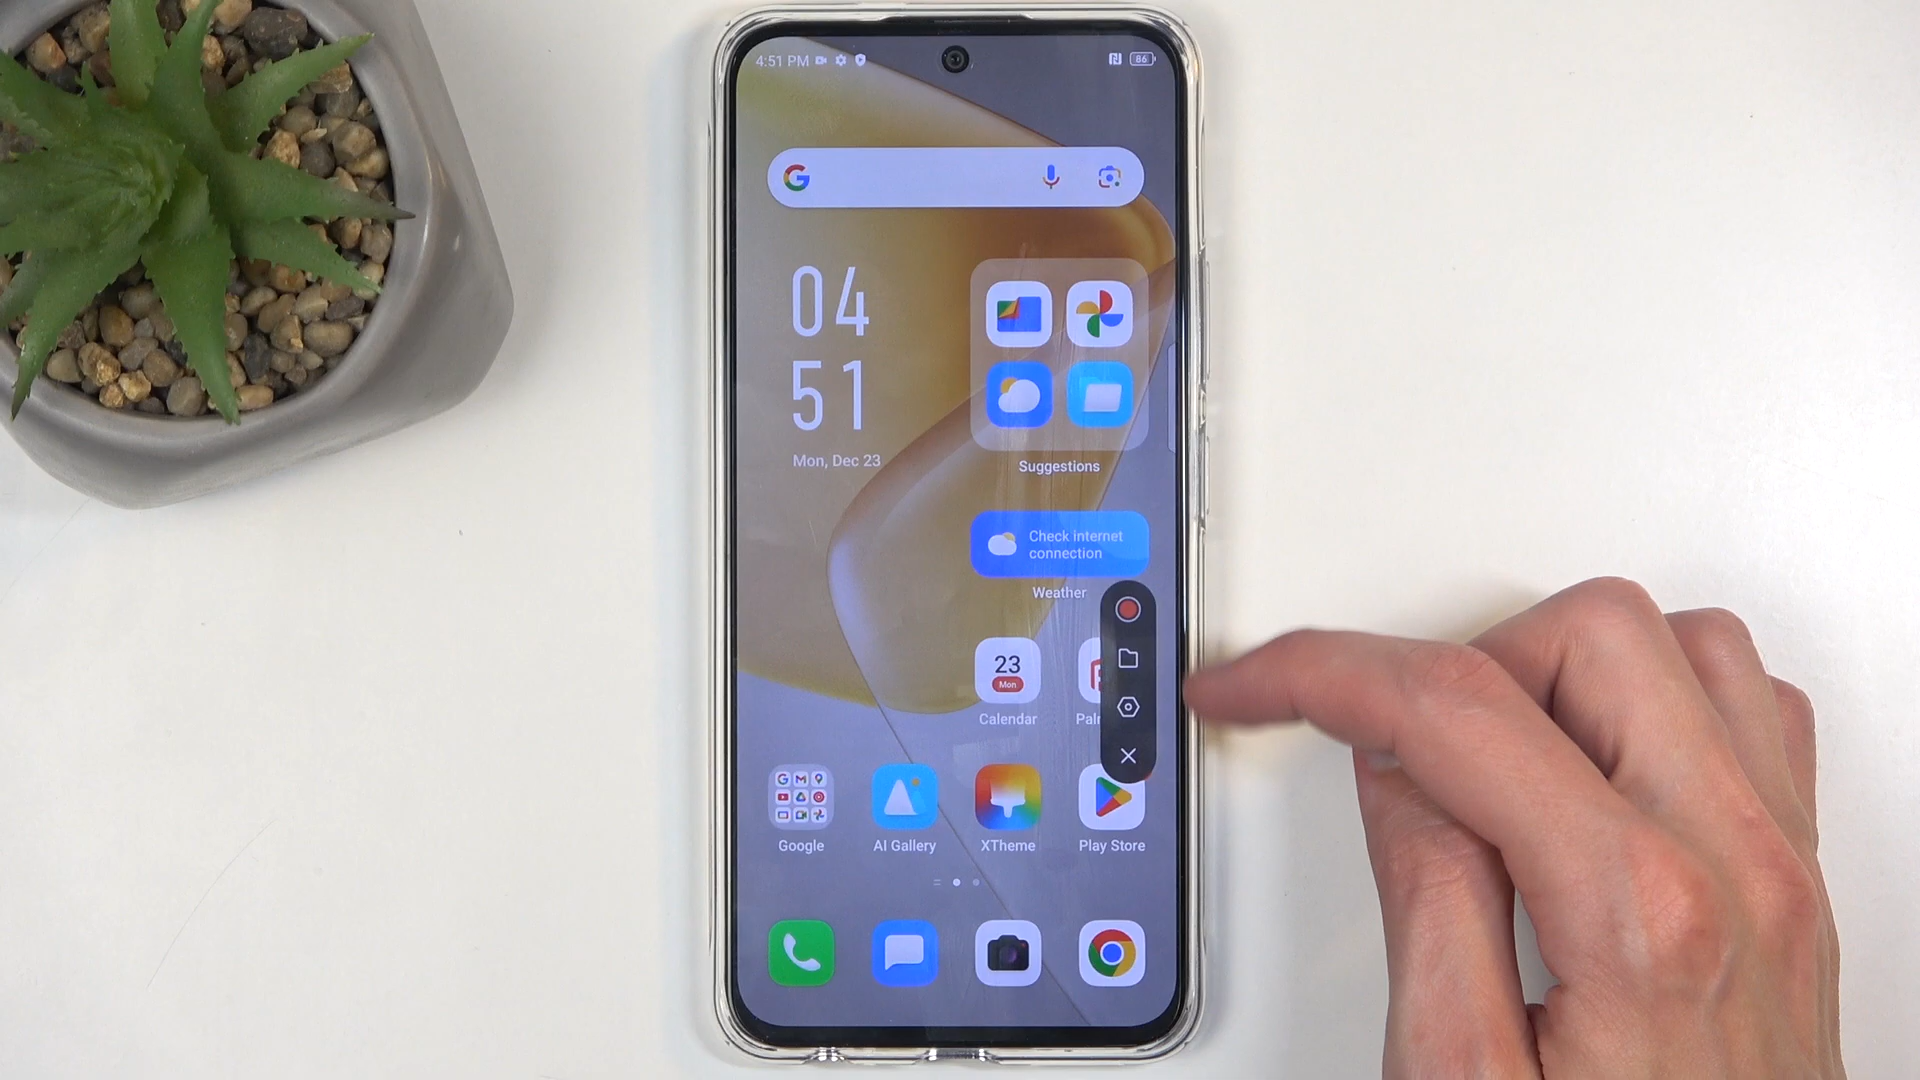 4:51 PM
86
04
51
Mon, Dec 23
Suggestions
Check internet
connection
Weather
23
Mon
Calendar
Google
AI Gallery
XTheme
Play Store